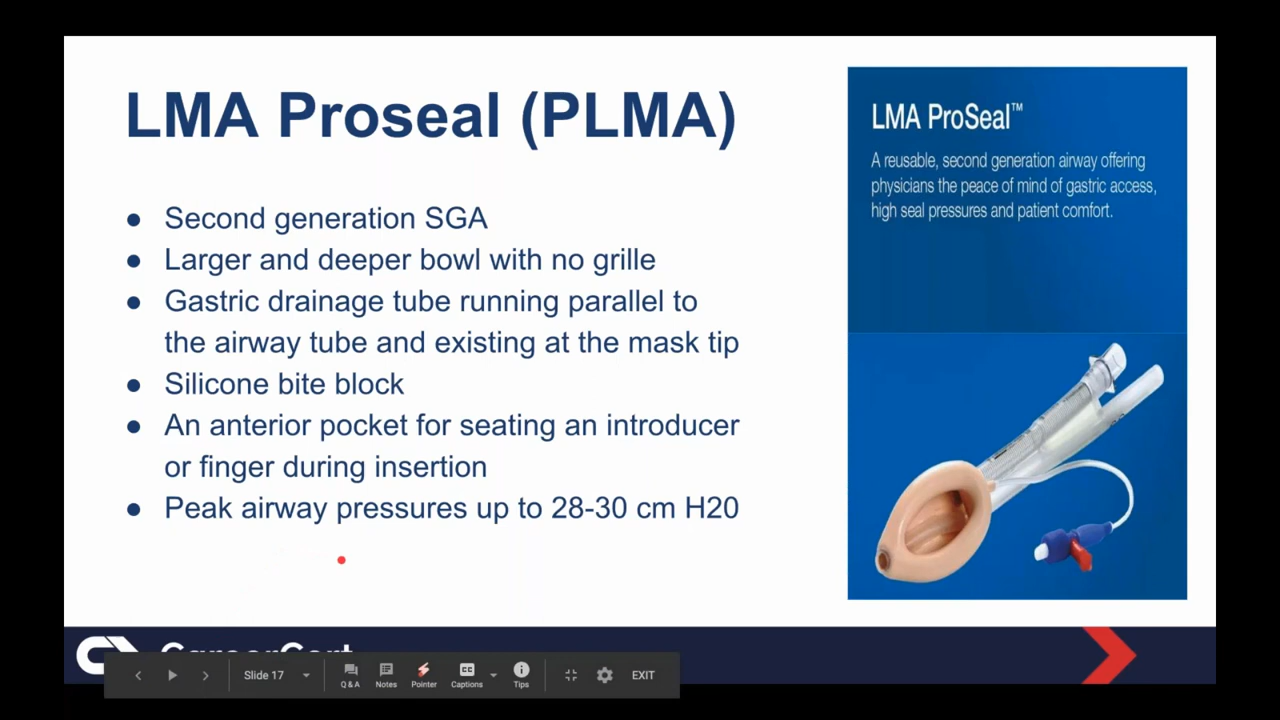 LMA Proseal (PLMA)
● Second generation SGA
● Larger and deeper bowl with no grille
● Gastric drainage tube running parallel to
the airway tube and existing at the mask tip
● Silicone bite block
● An anterior pocket for seating an introducer
or finger during insertion
● Peak airway pressures up to 28-30 cm H20
LMA ProSeal™
A reusable, second generation airway offering
physicians the peace of mind of gastric access,
high seal pressures and patient comfort.
CareerCert
Slide 17
Q & A
Notes
Pointer
CC
Captions
Tips
EXIT